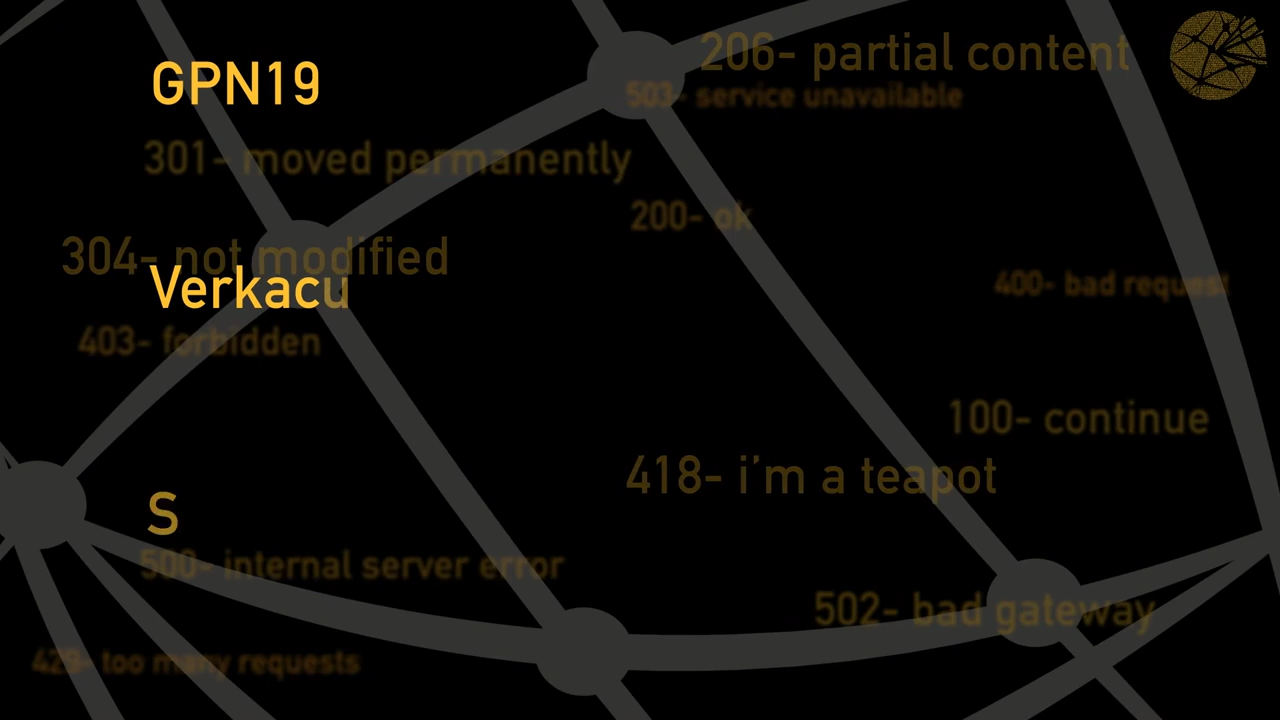 GPN19
206- partial content
503- service unavailable
301- moved permanently
200- ok
304- not modified
Verkacu
400- bad request
403- forbidden
100- continue
418- i'm a teapot
S
500- internal server error
502- bad gateway
429- too many requests